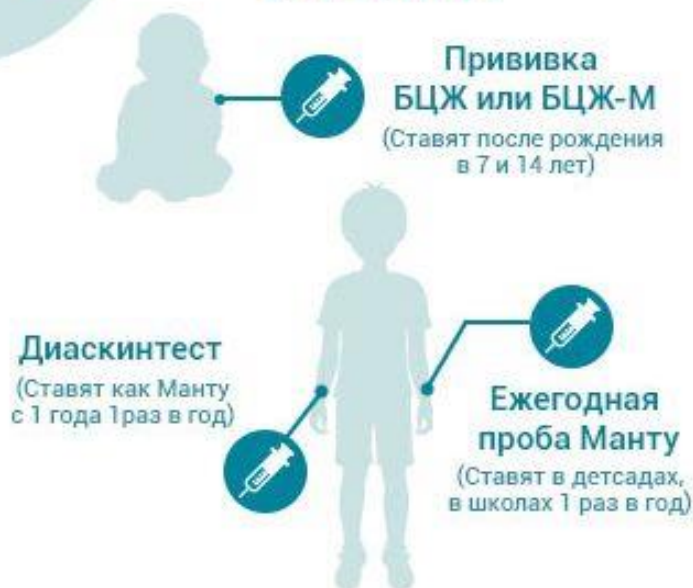 Прививка
БЦЖ или БЦЖ-М
(Ставят после рождения
в 7 и 14 лет)
Диаскинтест
(Ставят как Манту
с 1 года 1раз в год)
Ежегодная
проба Манту
(Ставят в детсадах,
в школах 1 раз в год)